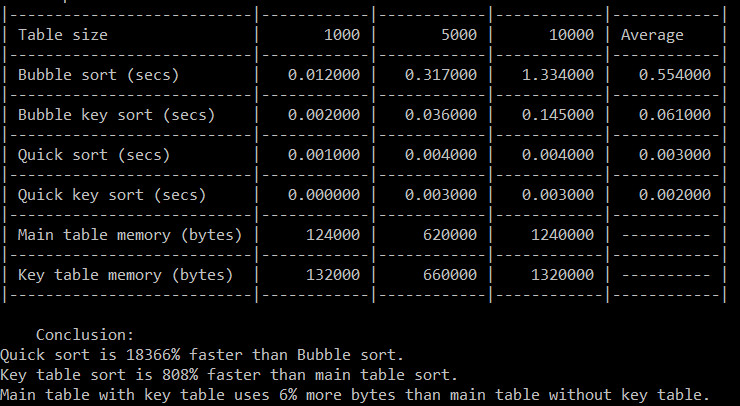 Table size | 1000 | 5000 | 10000 | Average
Bubble sort (secs) | 0.012000 | 0.317000 | 1.334000 | 0.554000
Bubble key sort (secs) | 0.002000 | 0.036000 | 0.145000 | 0.061000
Quick sort (secs) | 0.001000 | 0.004000 | 0.004000 | 0.003000
Quick key sort (secs) | 0.000000 | 0.003000 | 0.003000 | 0.002000
Main table memory (bytes) | 124000 | 620000 | 1240000 | ----------
Key table memory (bytes) | 132000 | 660000 | 1320000 | ----------
Conclusion:
Quick sort is 18366% faster than Bubble sort.
Key table sort is 808% faster than main table sort.
Main table with key table uses 6% more bytes than main table without key table.